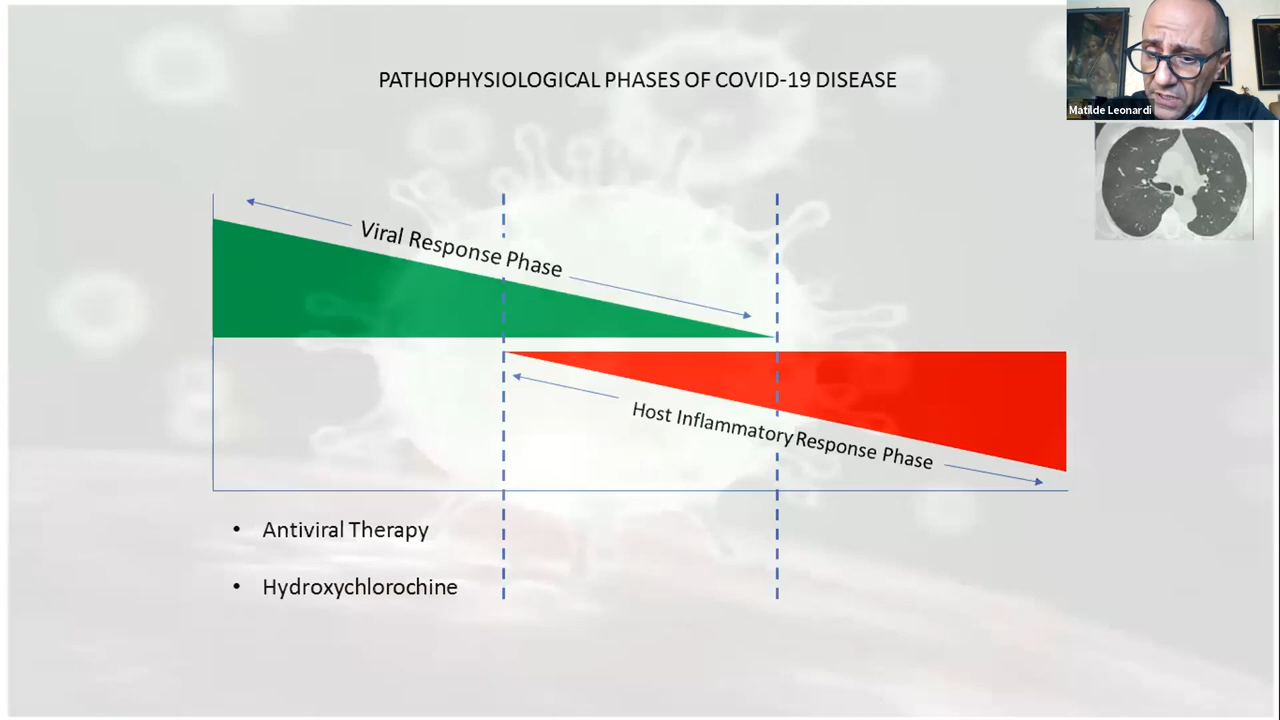 PATHOPHYSIOLOGICAL PHASES OF COVID-19 DISEASE
Matilde Leonardi
Viral Response Phase
Host Inflammatory Response Phase
• Antiviral Therapy
• Hydroxychlorochine